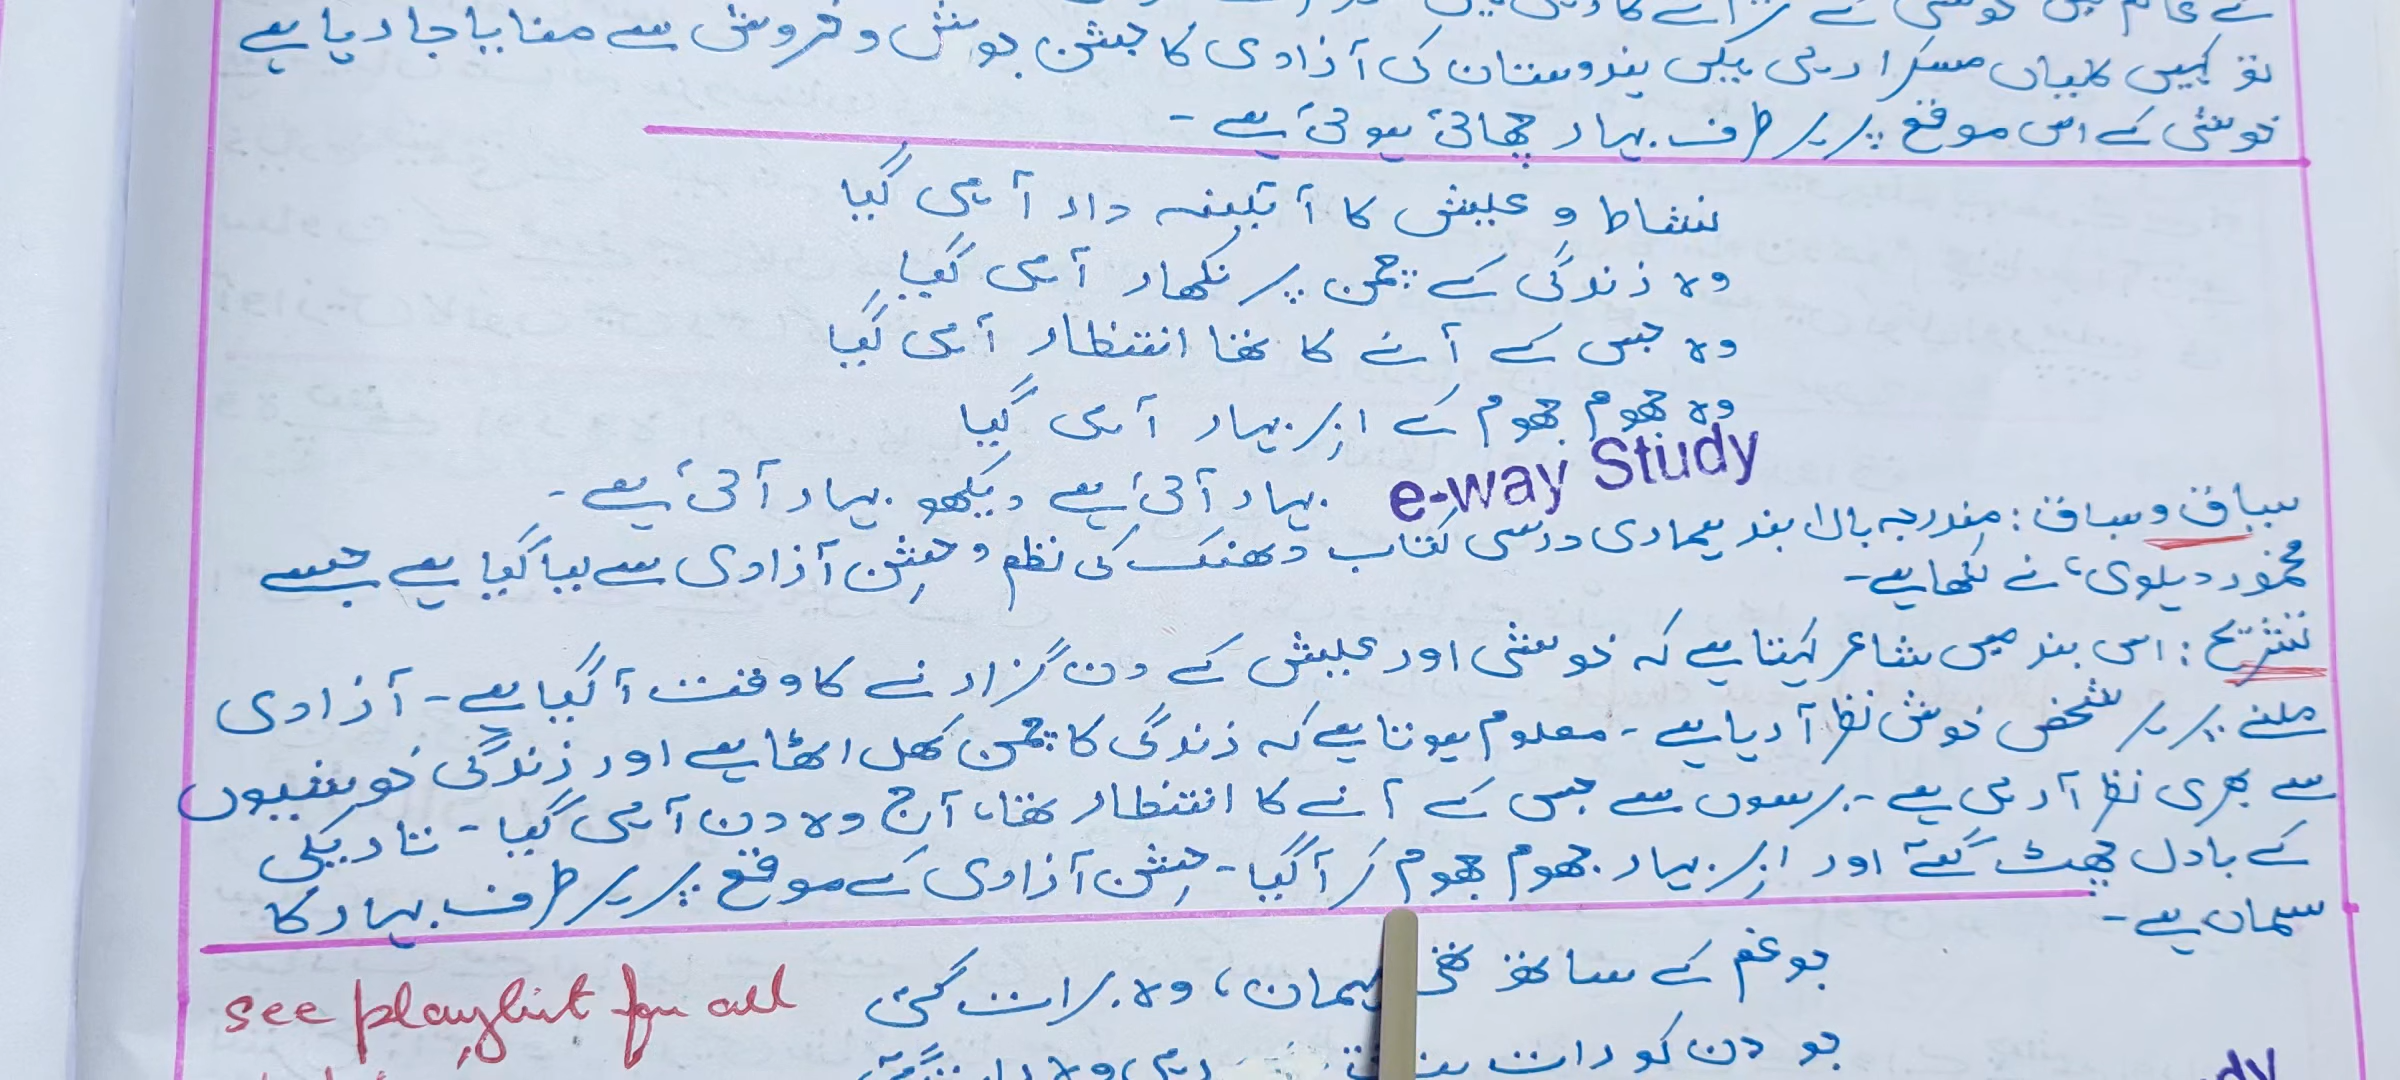 تو کہیں کلیاں مسکرا رہی ہیں ہندوستان کی آزادی کا جشن جوش و خروش سے منایا جا رہا ہے
خوشی کے اس موقع پر ہر طرف بہار چھائی ہوئی ہے۔
نشاط و عیش کا آئینہ دار آ ہی گیا
وہ زندگی کے چمن پر نکھار آ ہی گیا
وہ جس کے آنے کا تھا انتظار آ ہی گیا
وہ جھوم جھوم کے ابرِ بہار آ ہی گیا
بہار آئی ہے دیکھو بہار آئی ہے۔
e-way Study
سیاق و سباق: مندرجہ بالا بند ہماری درسی کتاب دھنک کی نظم وجشنِ آزادی سے لیا گیا ہے جسے
مخمور دہلوی، نے لکھا ہے۔
تشریح: اس بند میں شاعر کہتا ہے کہ خوشی اور عیش کے دن گزارنے کا وقت آ گیا ہے۔ آزادی
ملنے پر ہر شخص خوش نظر آ رہا ہے۔ معلوم ہوتا ہے کہ زندگی کا چمن کھل اٹھا ہے اور زندگی خوشیوں
سے بھری نظر آ رہی ہے۔ برسوں سے جس کے آنے کا انتظار تھا، آج وہ دن آ ہی گیا۔ تاریکی
کے بادل چھٹ گئے اور ابرِ بہار جھوم جھوم کر آ گیا۔ جشنِ آزادی کے موقع پر ہر طرف بہار کا
سماں ہے۔
جو غم کے ساتھ تھی مہمان، وہ برات گئی
see playlist for all
جو دن کو رات